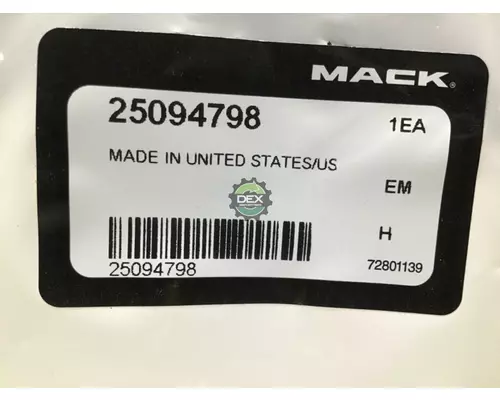 MACK®
25094798
1EA
MADE IN UNITED STATES/US
DEX
EM
H
25094798
72801139